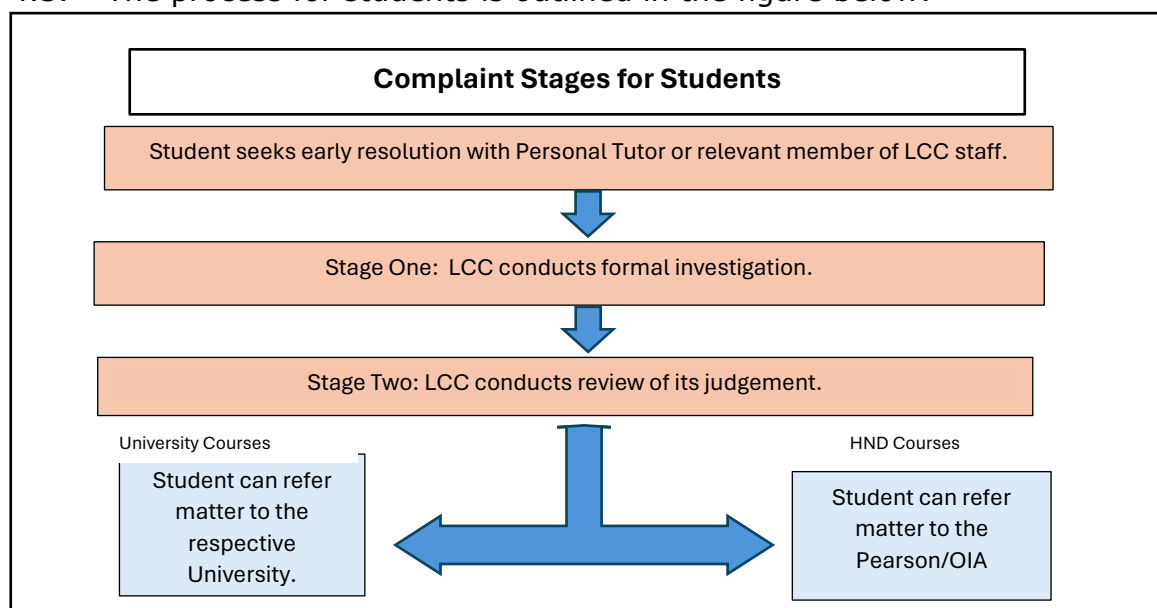 Complaint Stages for Students
Student seeks early resolution with Personal Tutor or relevant member of LCC staff.
Stage One:  LCC conducts formal investigation.
Stage Two: LCC conducts review of its judgement.
University Courses
Student can refer
matter to the
respective
University.
HND Courses
Student can refer
matter to the
Pearson/OIA